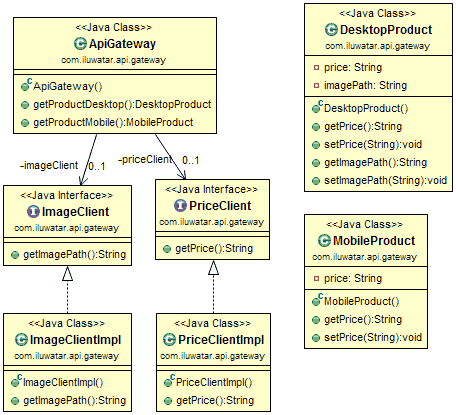 <<Java Class>>
ApiGateway
com.iluwatar.api.gateway
ApiGateway()
getProductDesktop():DesktopProduct
getProductMobile():MobileProduct
-imageClient 0..1
-priceClient 0..1
<<Java Interface>>
ImageClient
com.iluwatar.api.gateway
getImagePath():String
<<Java Interface>>
PriceClient
com.iluwatar.api.gateway
getPrice():String
<<Java Class>>
ImageClientImpl
com.iluwatar.api.gateway
ImageClientImpl()
getImagePath():String
<<Java Class>>
PriceClientImpl
com.iluwatar.api.gateway
PriceClientImpl()
getPrice():String
<<Java Class>>
DesktopProduct
com.iluwatar.api.gateway
price: String
imagePath: String
DesktopProduct()
getPrice():String
setPrice(String):void
getImagePath():String
setImagePath(String):void
<<Java Class>>
MobileProduct
com.iluwatar.api.gateway
price: String
MobileProduct()
getPrice():String
setPrice(String):void